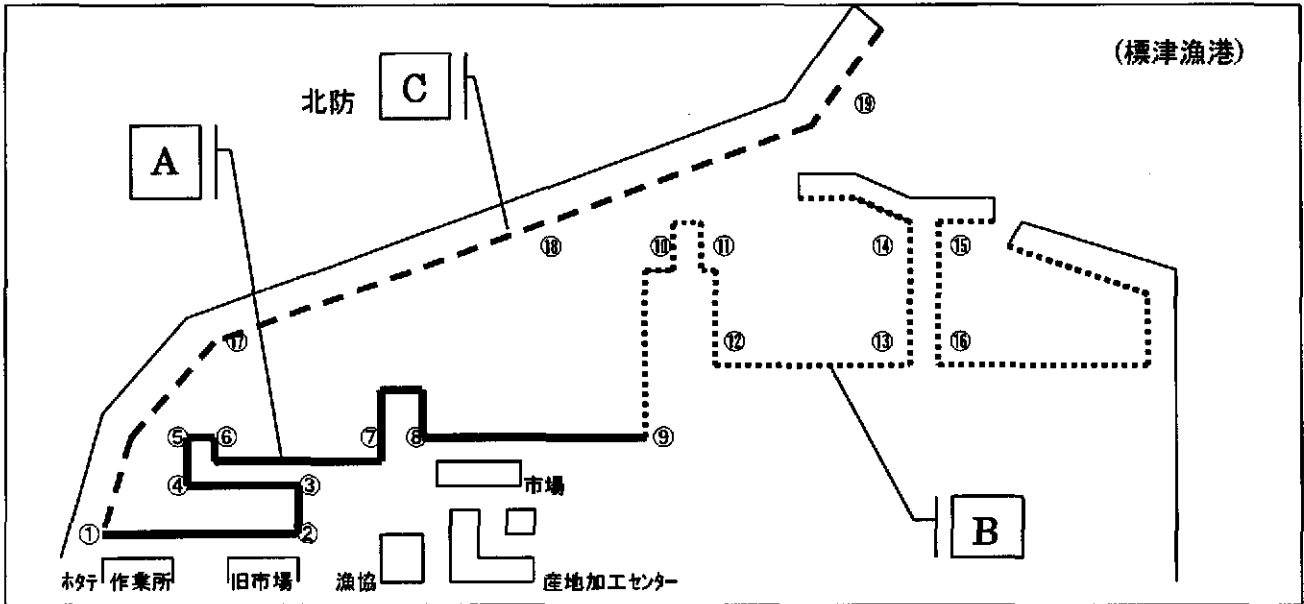 (標津漁港)
北防
C
A
⑲
⑱
⑩
⑪
⑭
⑮
⑰
⑫
⑬
⑯
⑤
⑥
⑦
⑧
⑨
④
③
市場
①
②
B
ホタテ 作業所
旧市場
漁協
産地加工センター